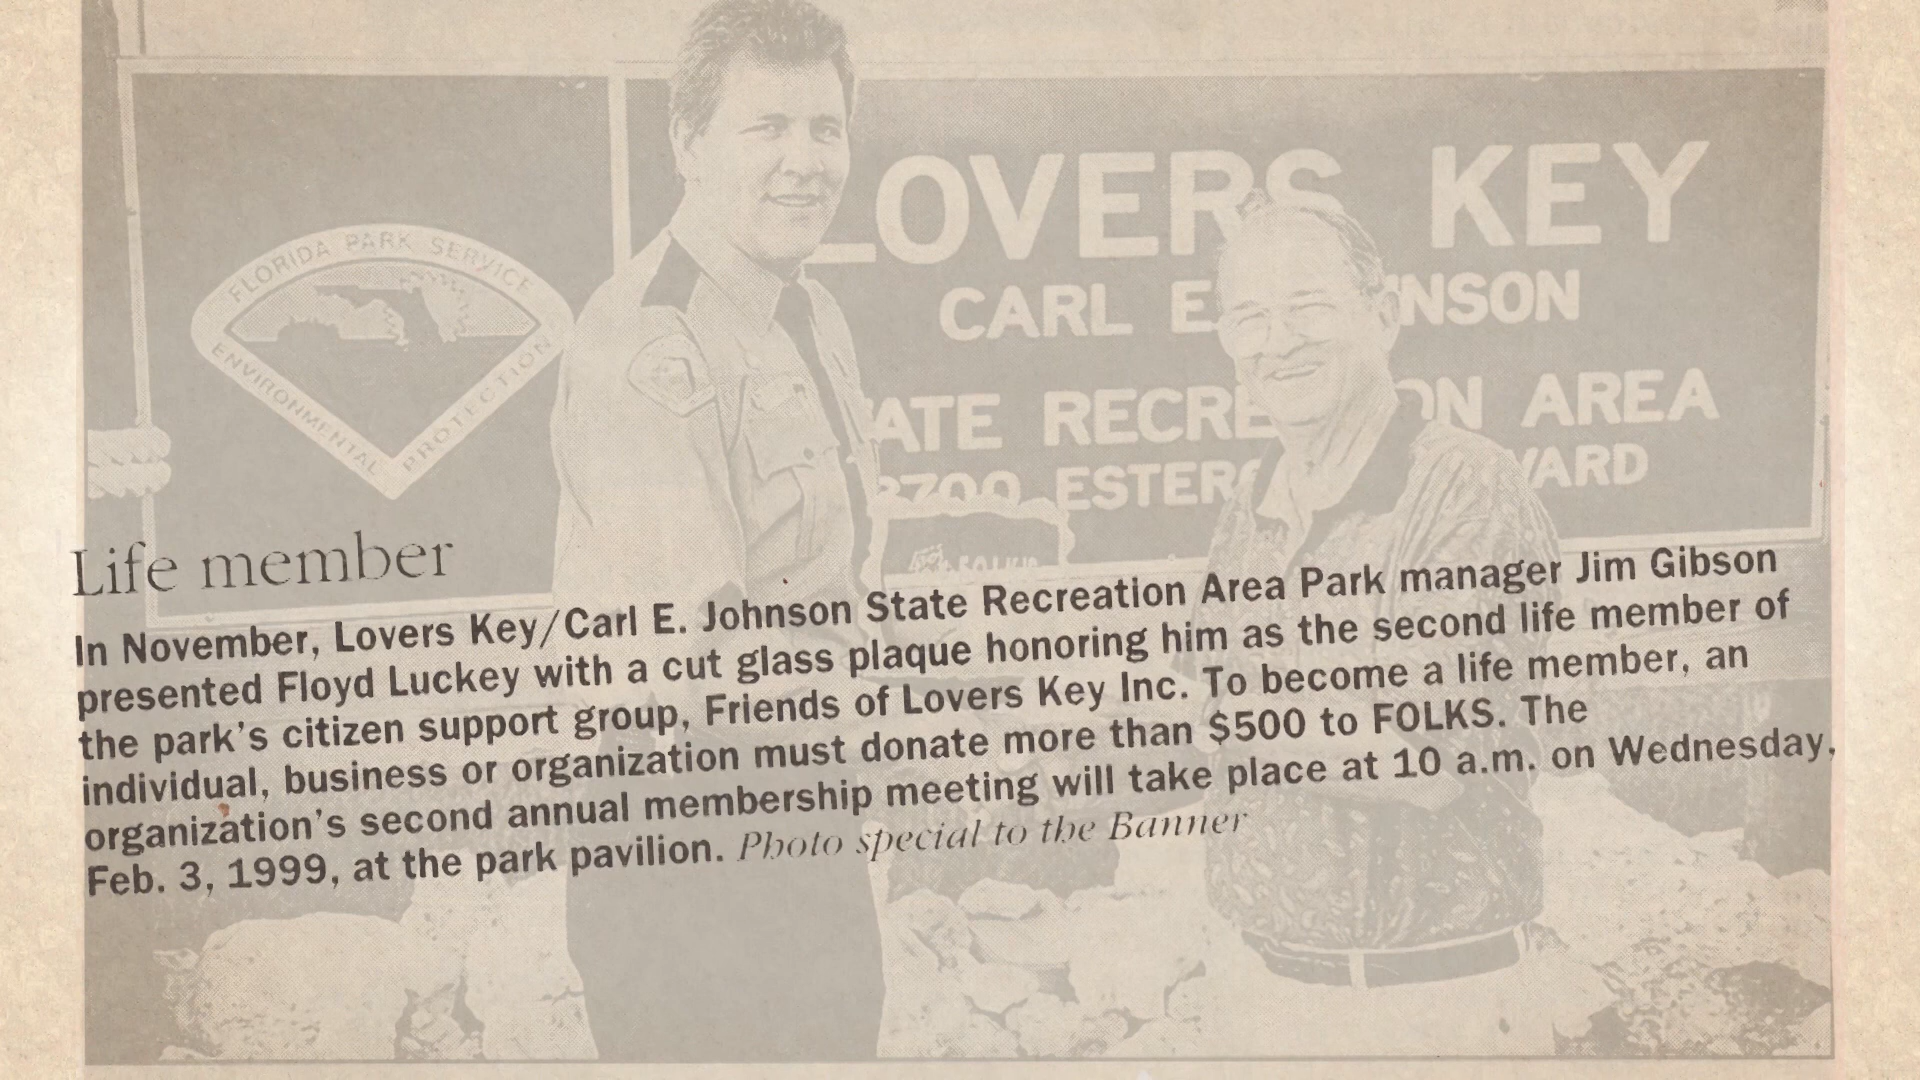 FLORIDA PARK SERVICE
ENVIRONMENTAL PROTECTION
LOVERS KEY
CARL E. NSON
ATE RECRE ON AREA
8700 ESTERO VARD
Life member
In November, Lovers Key/Carl E. Johnson State Recreation Area Park manager Jim Gibson
presented Floyd Luckey with a cut glass plaque honoring him as the second life member of
the park's citizen support group, Friends of Lovers Key Inc. To become a life member, an
individual, business or organization must donate more than $500 to FOLKS. The
organization's second annual membership meeting will take place at 10 a.m. on Wednesday,
Feb. 3, 1999, at the park pavilion. Photo special to the Banner